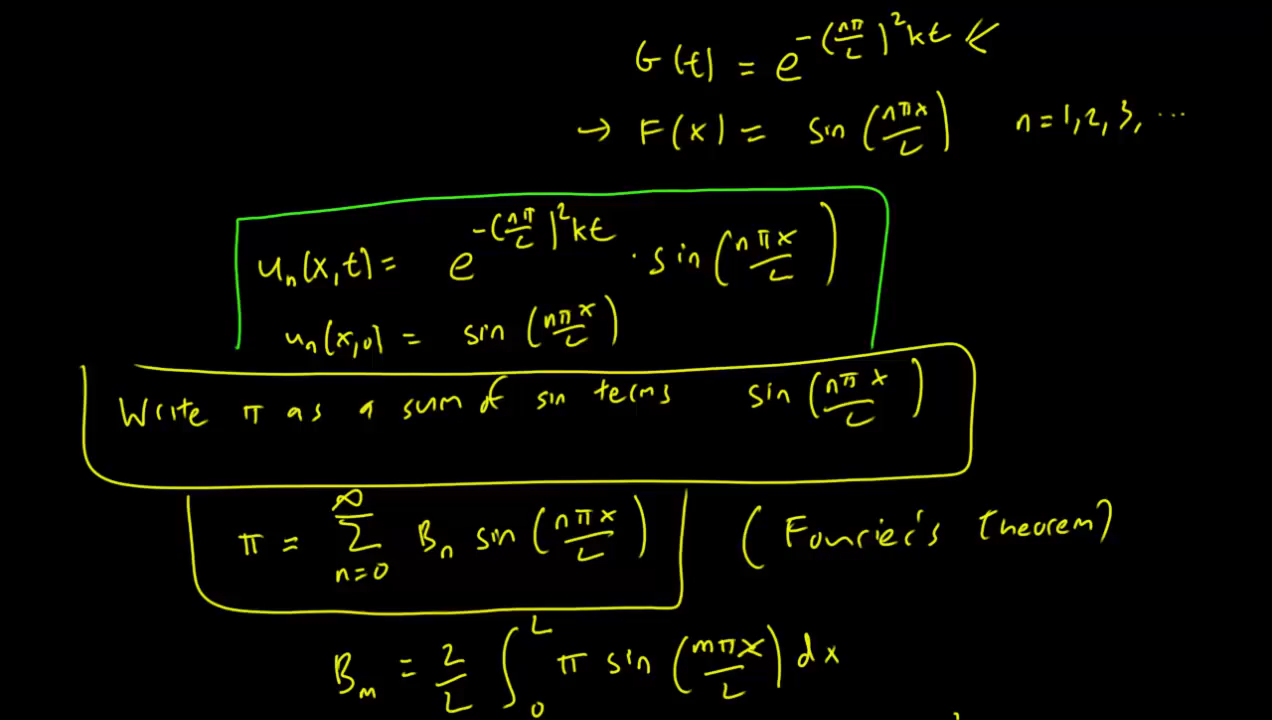 G(t) = e^{-(nπ/L)^2 kt} ←
→ F(x) = sin(nπx/L)   n=1,2,3,...
u_n(x,t) = e^{-(nπ/L)^2 kt} · sin(nπx/L)
u_n(x,0) = sin(nπx/L)
Write π as a sum of sin terms   sin(nπx/L)
π = ∑_{n=0}^{∞} B_n sin(nπx/L)   (Fourier's Theorem)
B_m = 2/L ∫_0^L π sin(mπx/L) dx